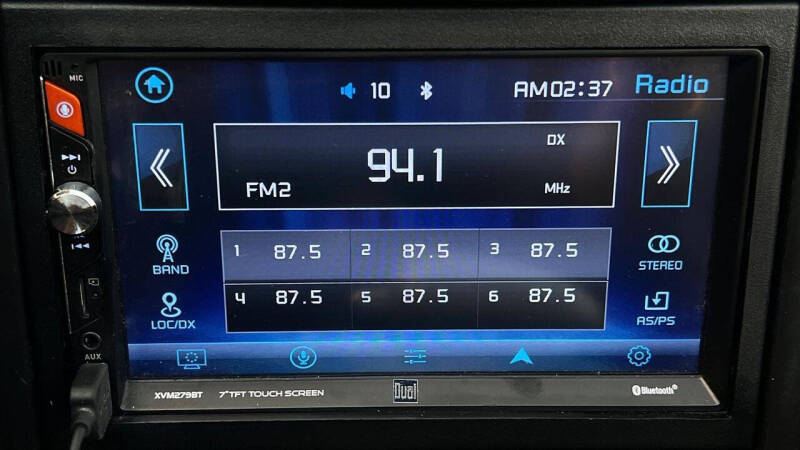 MIC
10 AM02:37 Radio
DX
94.1
FM2 MHz
1 87.5 2 87.5 3 87.5
4 87.5 5 87.5 6 87.5
BAND
STEREO
LOC/DX
AS/PS
AUX
XVM279BT 7"TFT TOUCH SCREEN Dual Bluetooth®